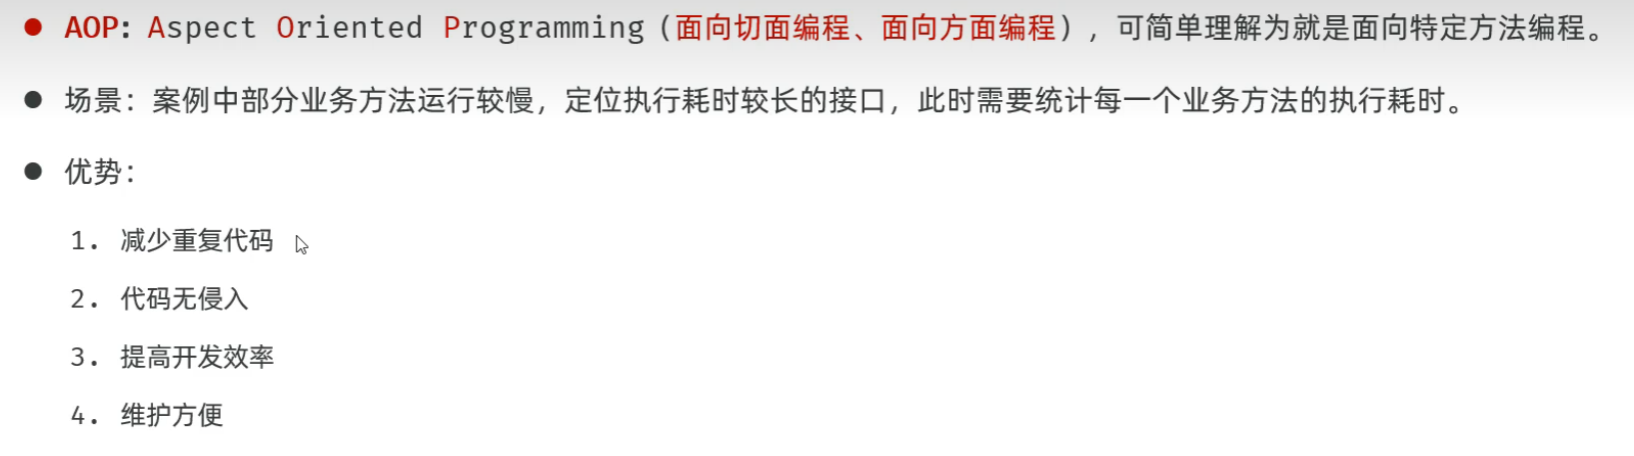 ● AOP: Aspect Oriented Programming（面向切面编程、面向方面编程），可简单理解为就是面向特定方法编程。
● 场景：案例中部分业务方法运行较慢，定位执行耗时较长的接口，此时需要统计每一个业务方法的执行耗时。
● 优势：
1. 减少重复代码
2. 代码无侵入
3. 提高开发效率
4. 维护方便